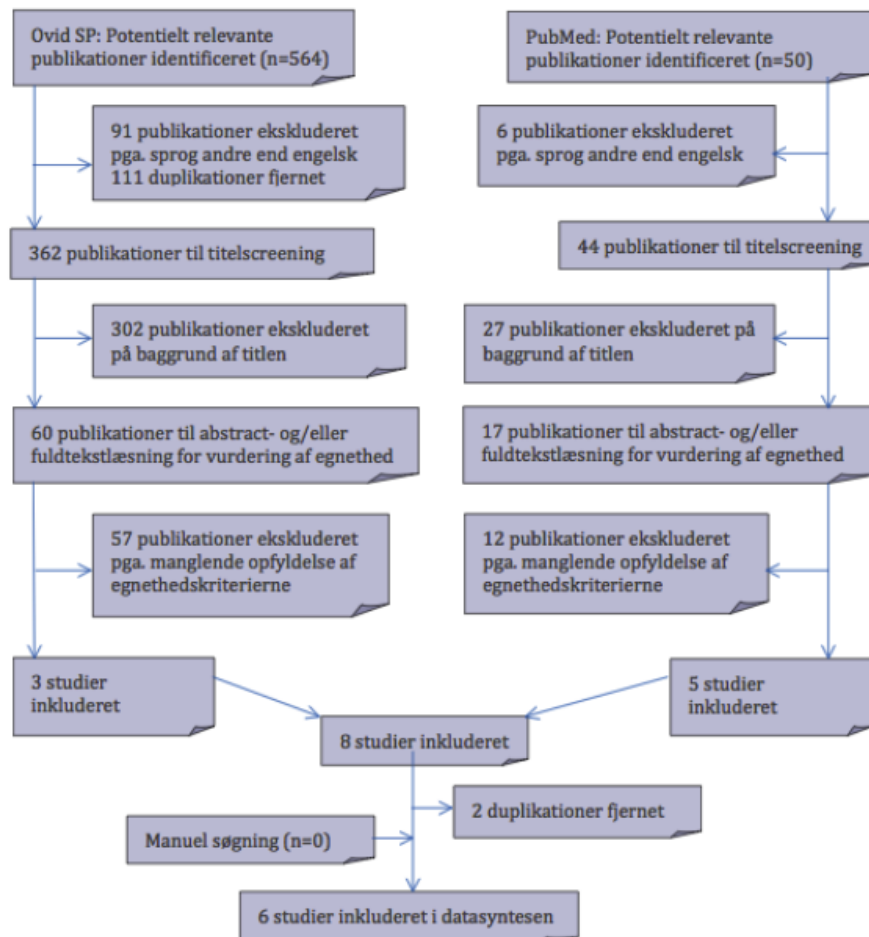 Ovid SP: Potentielt relevante
publikationer identificeret (n=564)
PubMed: Potentielt relevante
publikationer identificeret (n=50)
91 publikationer ekskluderet
pga. sprog andre end engelsk
111 duplikationer fjernet
6 publikationer ekskluderet
pga. sprog andre end engelsk
362 publikationer til titelscreening
44 publikationer til titelscreening
302 publikationer ekskluderet
på baggrund af titlen
27 publikationer ekskluderet på
baggrund af titlen
60 publikationer til abstract- og/eller
fuldtekstlæsning for vurdering af egnethed
17 publikationer til abstract- og/eller
fuldtekstlæsning for vurdering af egnethed
57 publikationer ekskluderet
pga. manglende opfyldelse af
egnethedskriterierne
12 publikationer ekskluderet
pga. manglende opfyldelse af
egnethedskriterierne
3 studier
inkluderet
5 studier
inkluderet
8 studier inkluderet
2 duplikationer fjernet
Manuel søgning (n=0)
6 studier inkluderet i datasyntesen